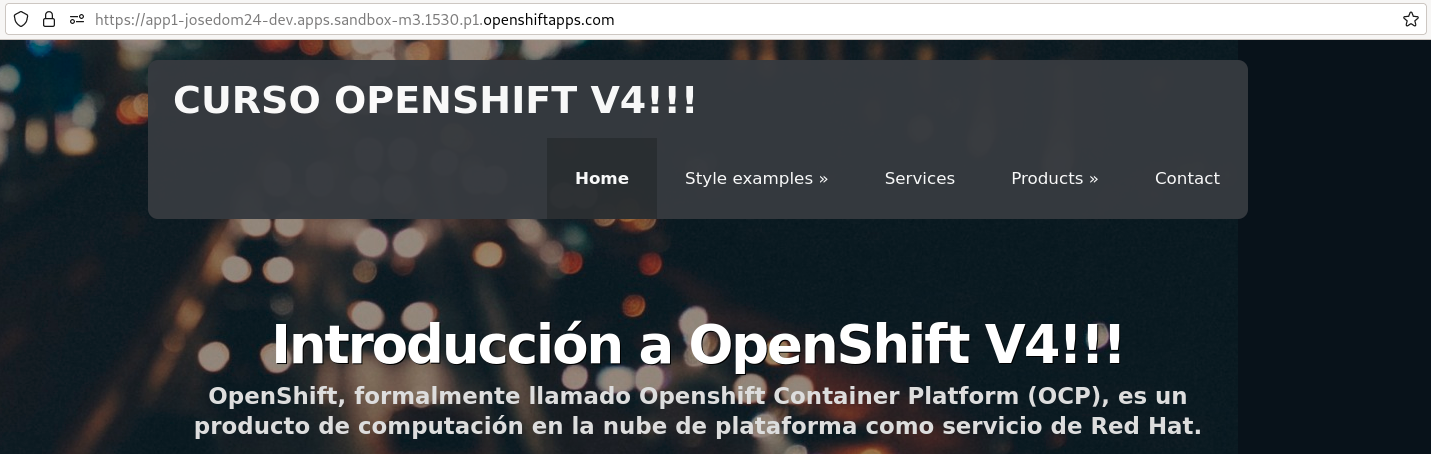 https://app1-josedom24-dev.apps.sandbox-m3.1530.p1.openshiftapps.com
CURSO OPENSHIFT V4!!!
Home Style examples » Services Products » Contact
Introducción a OpenShift V4!!!
OpenShift, formalmente llamado Openshift Container Platform (OCP), es un
producto de computación en la nube de plataforma como servicio de Red Hat.